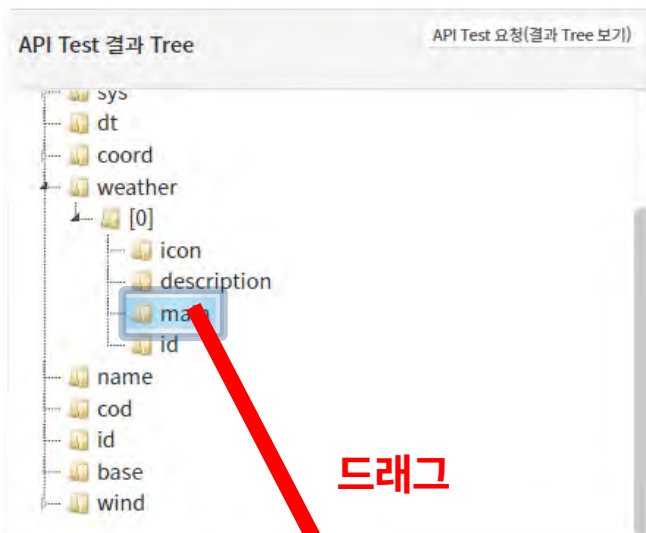 API Test 결과 Tree
API Test 요청(결과 Tree 보기)
sys
dt
coord
weather
[0]
icon
description
main
id
name
cod
id
base
wind
드래그